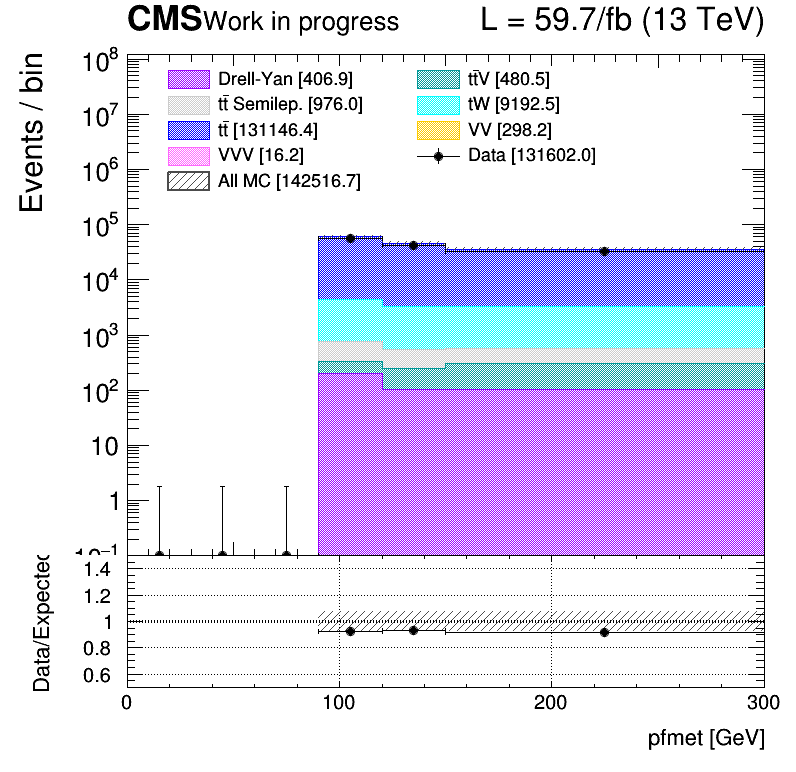 CMS Work in progress L = 59.7/fb (13 TeV)
Events / bin
10⁸
10⁷
10⁶
10⁵
10⁴
10³
10²
10
1
10⁻¹
Drell-Yan [406.9]
tt̄ Semilep. [976.0]
tt̄ [131146.4]
VVV [16.2]
All MC [142516.7]
tt̄V [480.5]
tW [9192.5]
VV [298.2]
Data [131602.0]
Data/Expected
1.4
1.2
1
0.8
0.6
0 100 200 300
pfmet [GeV]